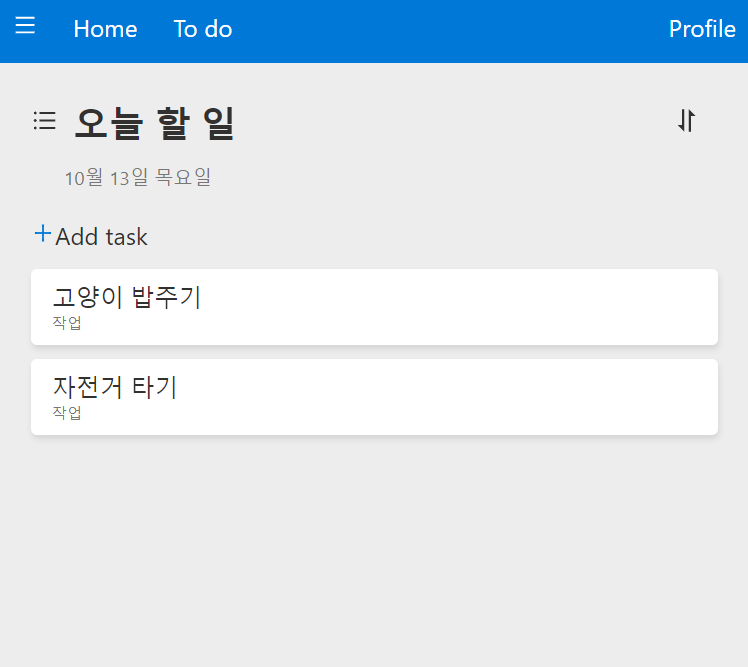 Home To do Profile
오늘 할 일
10월 13일 목요일
Add task
고양이 밥주기
작업
자전거 타기
작업